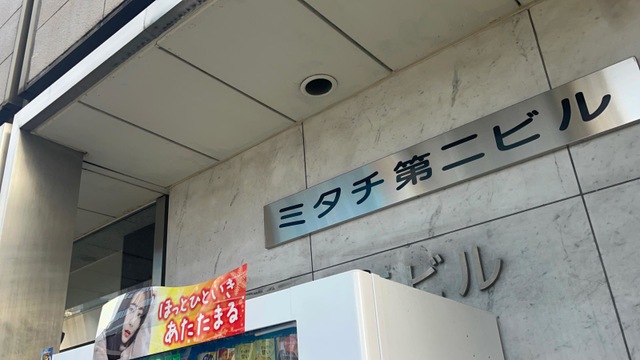 ミタチ第二ビル
ビル
ほっとひといき
あたたまる